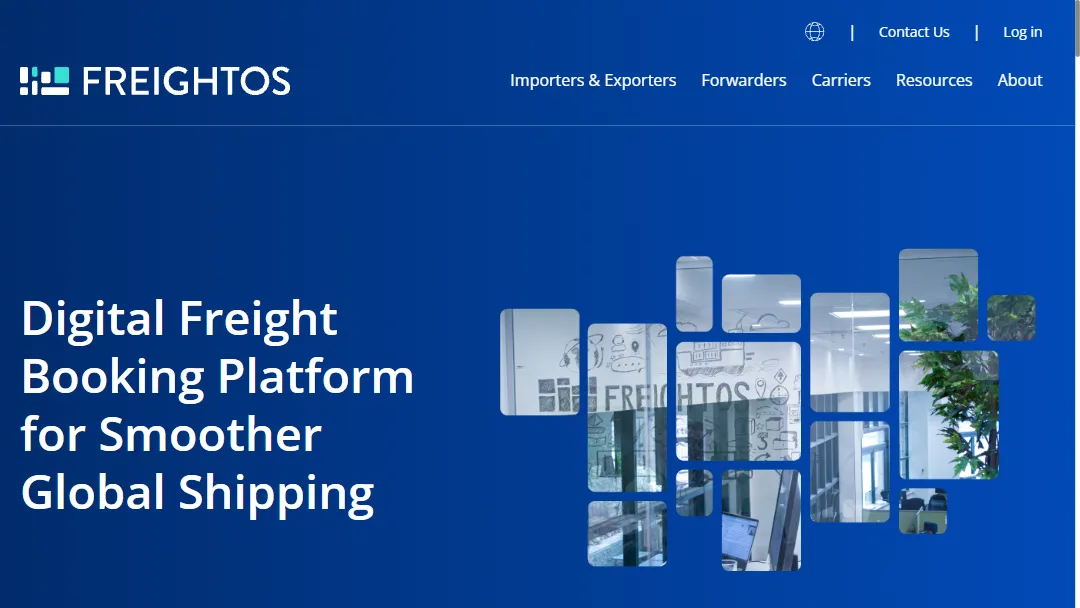 Contact Us | Log in
FREIGHTOS
Importers & Exporters Forwarders Carriers Resources About
Digital Freight
Booking Platform
for Smoother
Global Shipping
FREIGHTOS